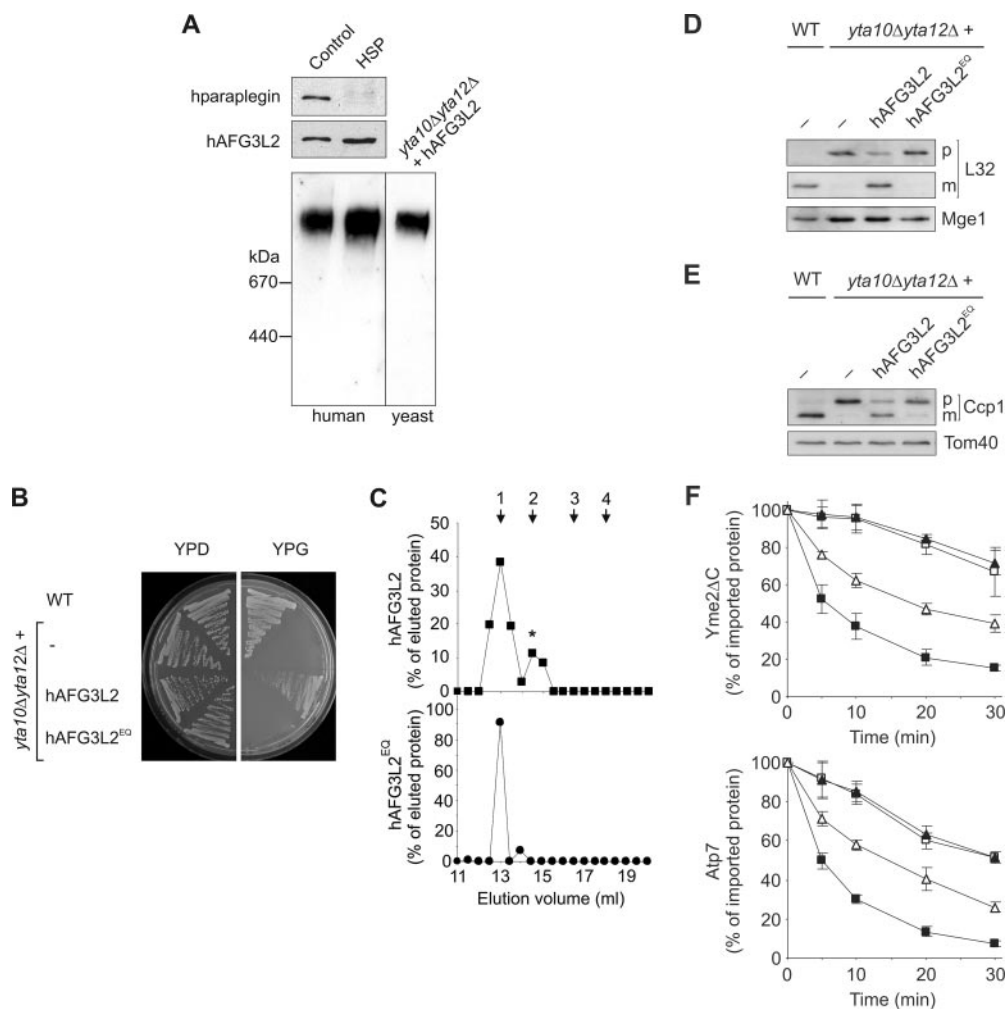 A
Control
HSP
hparaplegin
hAFG3L2
yta10Δyta12Δ
+ hAFG3L2
kDa
670
440
human
yeast
B
YPD
YPG
WT
yta10Δyta12Δ +
-
hAFG3L2
hAFG3L2EQ
C
1 2 3 4
hAFG3L2
(% of eluted protein)
50
40
30
20
10
0
*
hAFG3L2EQ
(% of eluted protein)
100
80
60
40
20
0
11 13 15 17 19
Elution volume (ml)
D
WT
yta10Δyta12Δ +
-
-
hAFG3L2
hAFG3L2EQ
p
m
L32
Mge1
E
WT
yta10Δyta12Δ +
-
-
hAFG3L2
hAFG3L2EQ
p
m
Ccp1
Tom40
F
Yme2ΔC
(% of imported protein)
100
80
60
40
20
0
0 10 20 30
Time (min)
Atp7
(% of imported protein)
100
80
60
40
20
0
0 10 20 30
Time (min)